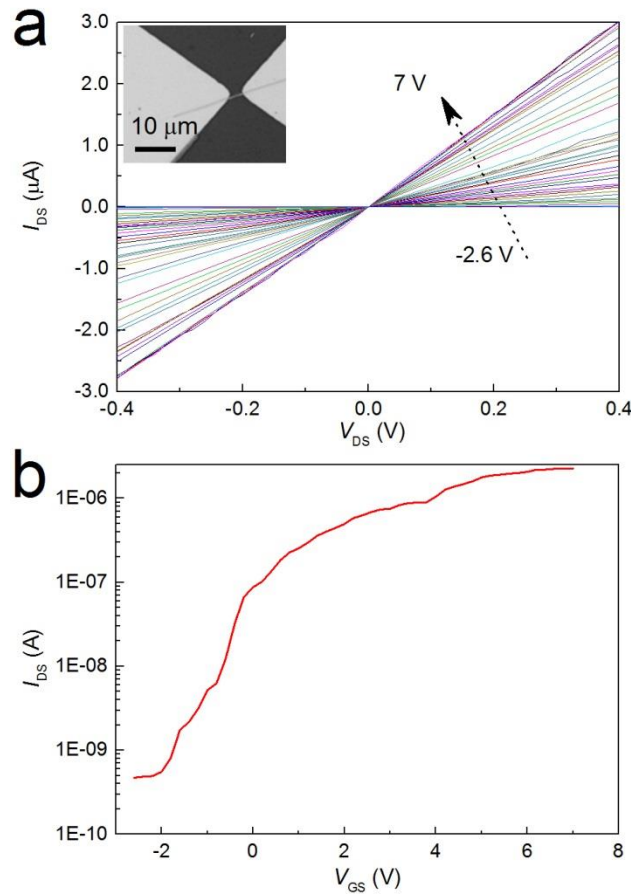 a
10 μm
7 V
-2.6 V
3.0
2.0
1.0
0.0
-1.0
-2.0
-3.0
I_DS (μA)
-0.4 -0.2 0.0 0.2 0.4
V_DS (V)
b
1E-06
1E-07
1E-08
1E-09
1E-10
I_DS (A)
-2 0 2 4 6 8
V_GS (V)